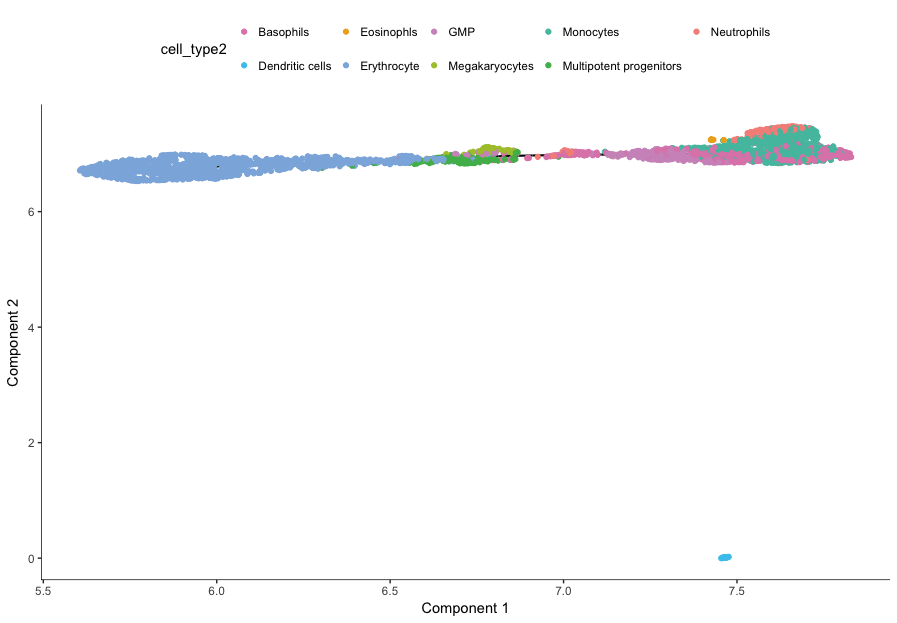 Basophils Eosinophls GMP Monocytes Neutrophils
cell_type2
Dendritic cells Erythrocyte Megakaryocytes Multipotent progenitors
6
4
2
0
Component 2
5.5 6.0 6.5 7.0 7.5
Component 1